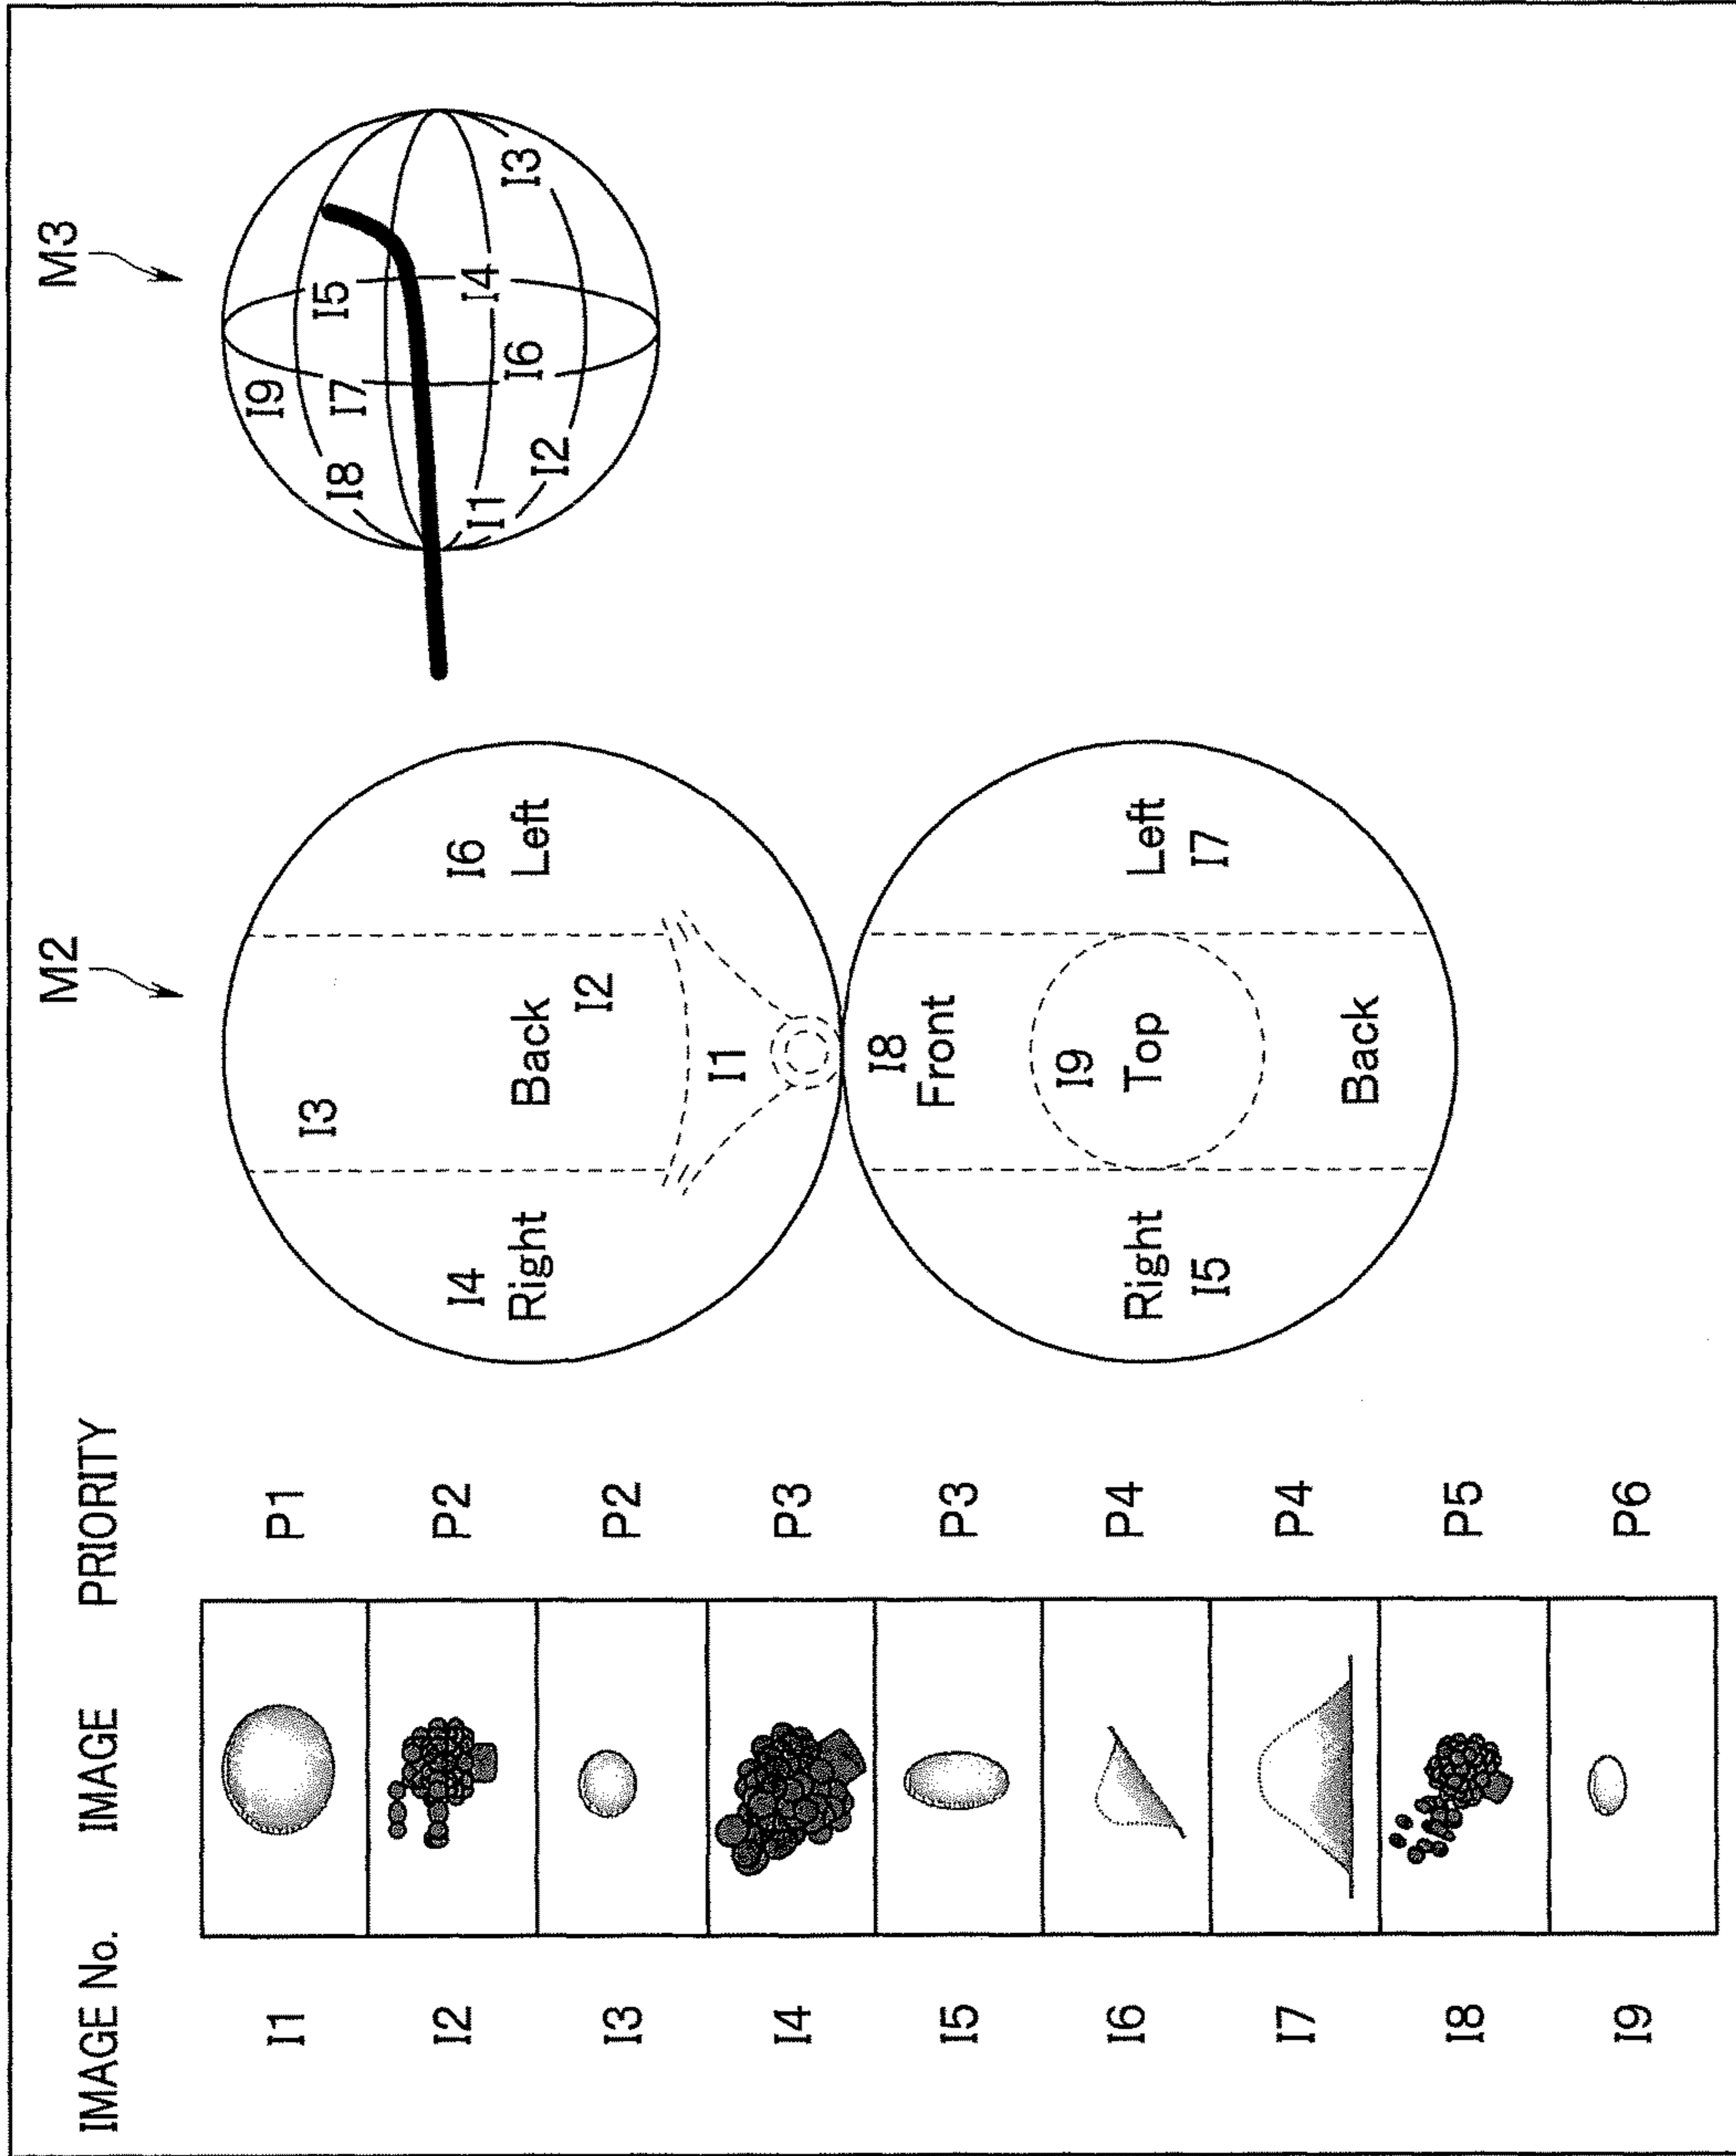 IMAGE No. IMAGE PRIORITY
I1 P1
I2 P2
I3 P2
I4 P3
I5 P3
I6 P4
I7 P4
I8 P5
I9 P6
M2
I3
I4 I6
Right Back Left
I2
I1
I8
Front
I9
Right Top Left
I5 I7
Back
M3
I9
I8 I7 I5
I1 I4
I2 I6 I3